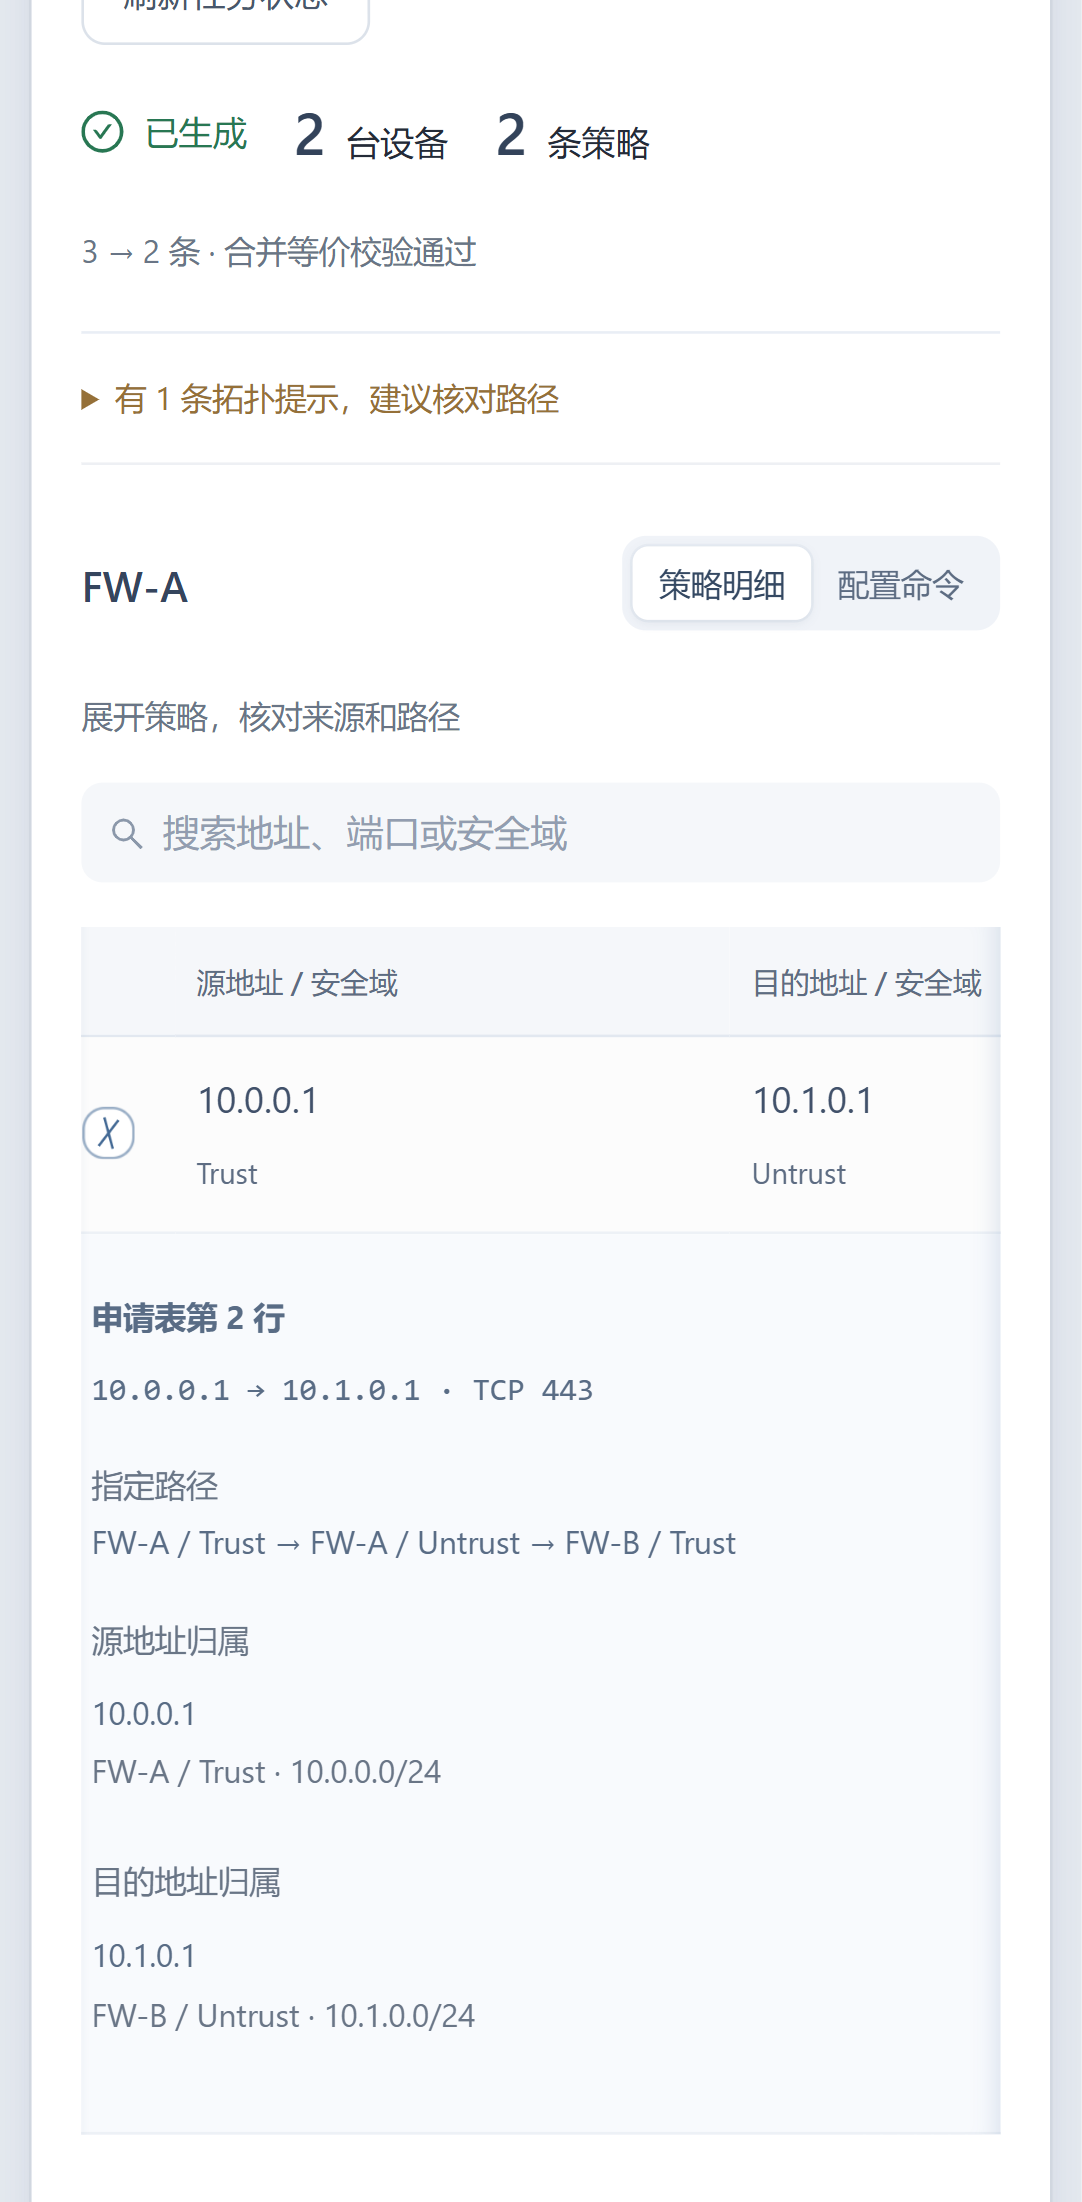 刷新任务状态
已生成 2 台设备 2 条策略
3 → 2 条 · 合并等价校验通过
有 1 条拓扑提示，建议核对路径
FW-A 策略明细 配置命令
展开策略，核对来源和路径
搜索地址、端口或安全域
源地址 / 安全域 目的地址 / 安全域
10.0.0.1 10.1.0.1
Trust Untrust
申请表第 2 行
10.0.0.1 → 10.1.0.1 · TCP 443
指定路径
FW-A / Trust → FW-A / Untrust → FW-B / Trust
源地址归属
10.0.0.1
FW-A / Trust · 10.0.0.0/24
目的地址归属
10.1.0.1
FW-B / Untrust · 10.1.0.0/24